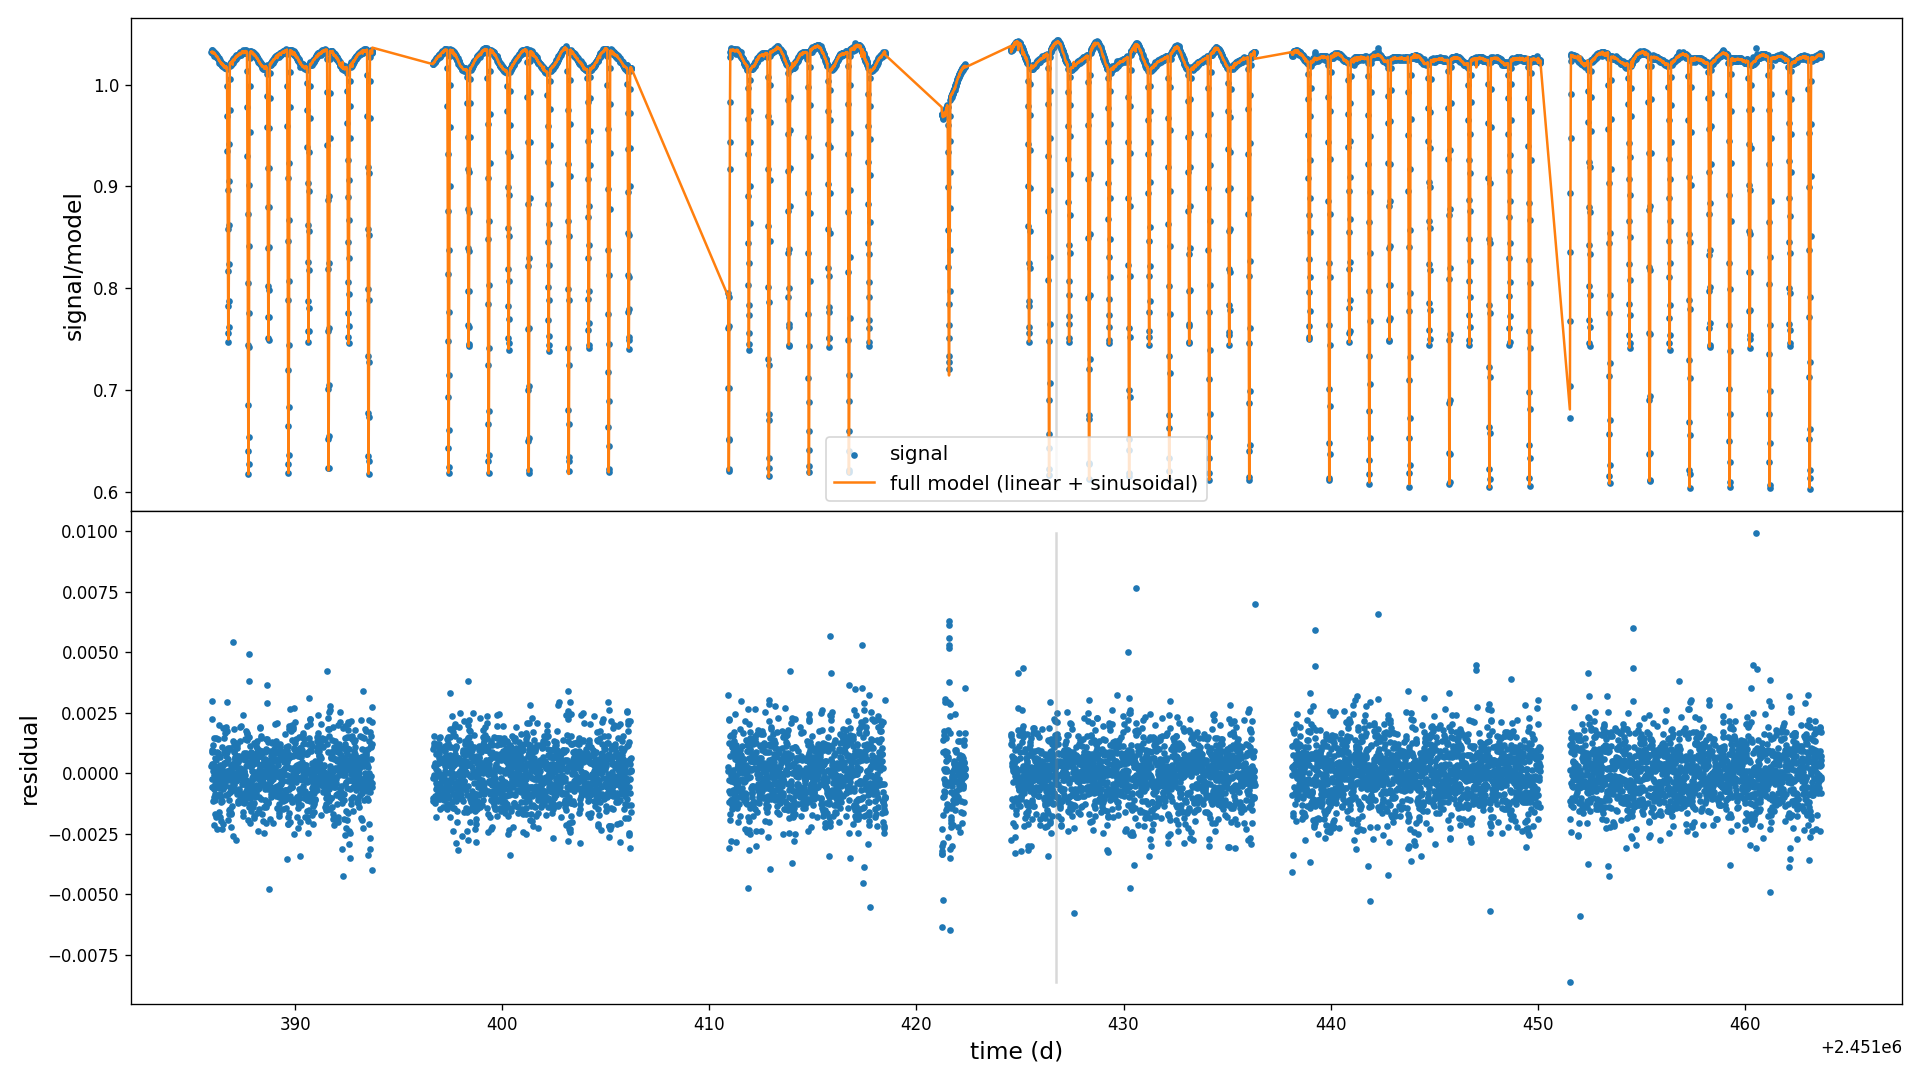 1.0
0.9
0.8
0.7
0.6
signal/model
signal
full model (linear + sinusoidal)
0.0100
0.0075
0.0050
0.0025
0.0000
−0.0025
−0.0050
−0.0075
residual
390 400 410 420 430 440 450 460
+2.451e6
time (d)